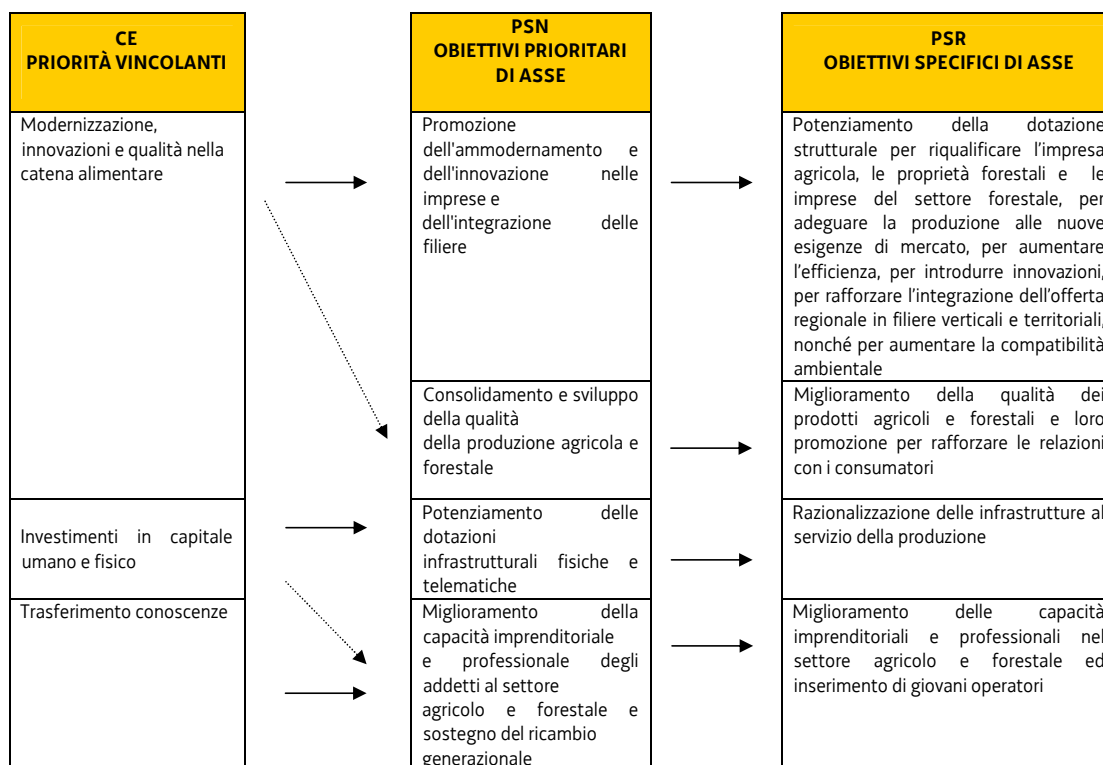 CE
PRIORITÀ VINCOLANTI
PSN
OBIETTIVI PRIORITARI
DI ASSE
PSR
OBIETTIVI SPECIFICI DI ASSE
Modernizzazione,
innovazioni e qualità nella
catena alimentare
Promozione
dell'ammodernamento e
dell'innovazione nelle
imprese e
dell'integrazione delle
filiere
Potenziamento della dotazione
strutturale per riqualificare l'impresa
agricola, le proprietà forestali e le
imprese del settore forestale, per
adeguare la produzione alle nuove
esigenze di mercato, per aumentare
l'efficienza, per introdurre innovazioni,
per rafforzare l'integrazione dell'offerta
regionale in filiere verticali e territoriali,
nonché per aumentare la compatibilità
ambientale
Consolidamento e sviluppo
della qualità
della produzione agricola e
forestale
Miglioramento della qualità dei
prodotti agricoli e forestali e loro
promozione per rafforzare le relazioni
con i consumatori
Investimenti in capitale
umano e fisico
Potenziamento delle
dotazioni
infrastrutturali fisiche e
telematiche
Razionalizzazione delle infrastrutture al
servizio della produzione
Trasferimento conoscenze
Miglioramento della
capacità imprenditoriale
e professionale degli
addetti al settore
agricolo e forestale e
sostegno del ricambio
generazionale
Miglioramento delle capacità
imprenditoriali e professionali nel
settore agricolo e forestale ed
inserimento di giovani operatori